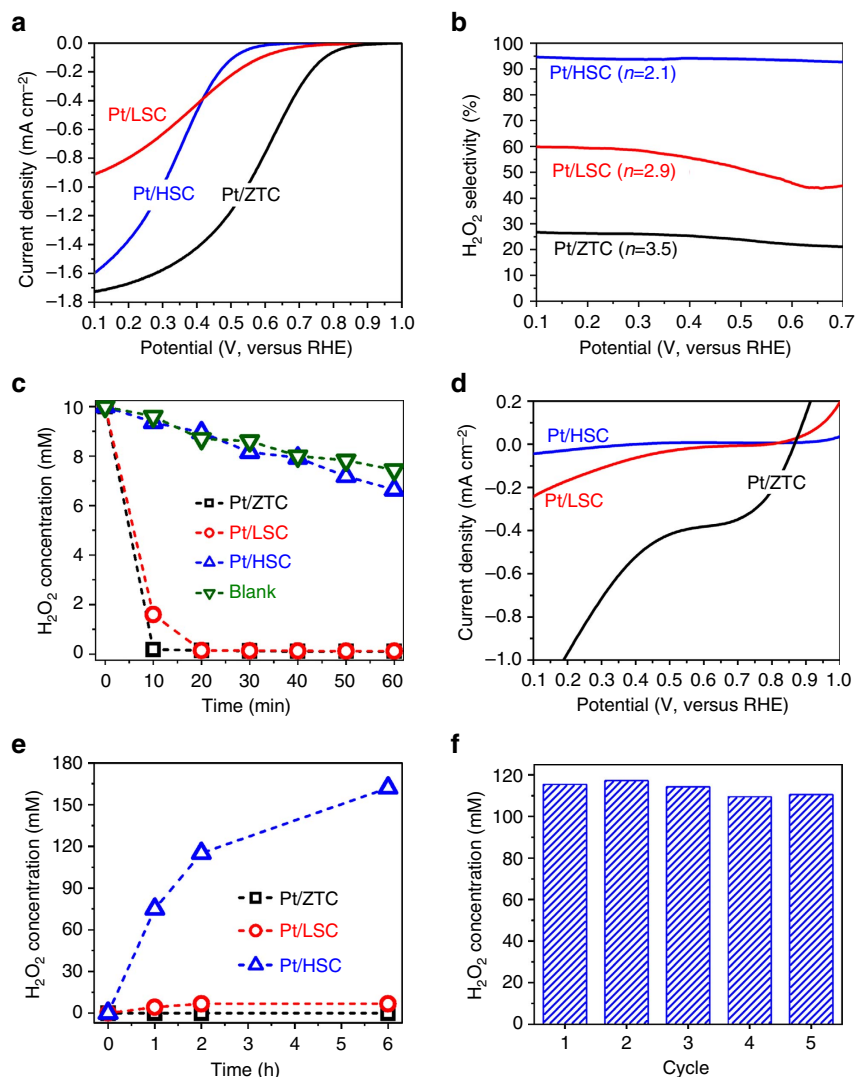 a
0.0
−0.2
−0.4
−0.6
−0.8
−1.0
−1.2
−1.4
−1.6
−1.8
Current density (mA cm−2)
Pt/LSC
Pt/HSC
Pt/ZTC
0.1 0.2 0.3 0.4 0.5 0.6 0.7 0.8 0.9 1.0
Potential (V, versus RHE)
b
100
90
80
70
60
50
40
30
20
10
0
H2O2 selectivity (%)
Pt/HSC (n=2.1)
Pt/LSC (n=2.9)
Pt/ZTC (n=3.5)
0.1 0.2 0.3 0.4 0.5 0.6 0.7
Potential (V, versus RHE)
c
10
8
6
4
2
0
H2O2 concentration (mM)
Pt/ZTC
Pt/LSC
Pt/HSC
Blank
0 10 20 30 40 50 60
Time (min)
d
0.2
0.0
−0.2
−0.4
−0.6
−0.8
−1.0
Current density (mA cm−2)
Pt/HSC
Pt/LSC
Pt/ZTC
0.1 0.2 0.3 0.4 0.5 0.6 0.7 0.8 0.9 1.0
Potential (V, versus RHE)
e
180
150
120
90
60
30
0
H2O2 concentration (mM)
Pt/ZTC
Pt/LSC
Pt/HSC
0 1 2 3 4 5 6
Time (h)
f
120
100
80
60
40
20
0
H2O2 concentration (mM)
1 2 3 4 5
Cycle